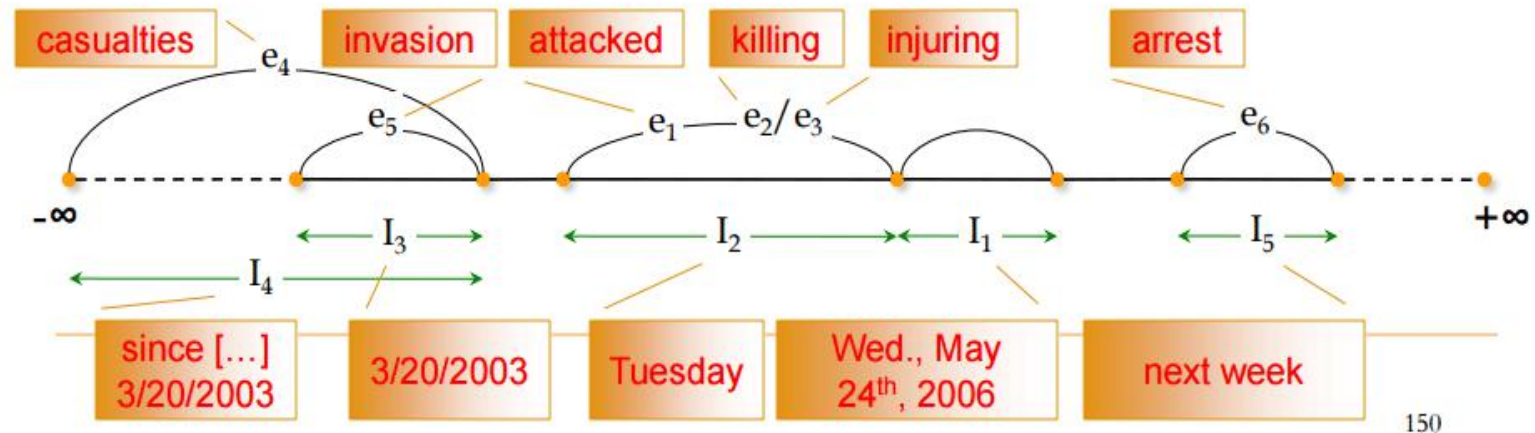 casualties invasion attacked killing injuring arrest
e₄
e₅ e₁ e₂/e₃ e₆
-∞ +∞
I₃ I₂ I₁ I₅
I₄
since [...] 3/20/2003
3/20/2003
Tuesday
Wed., May
24th, 2006
next week
150